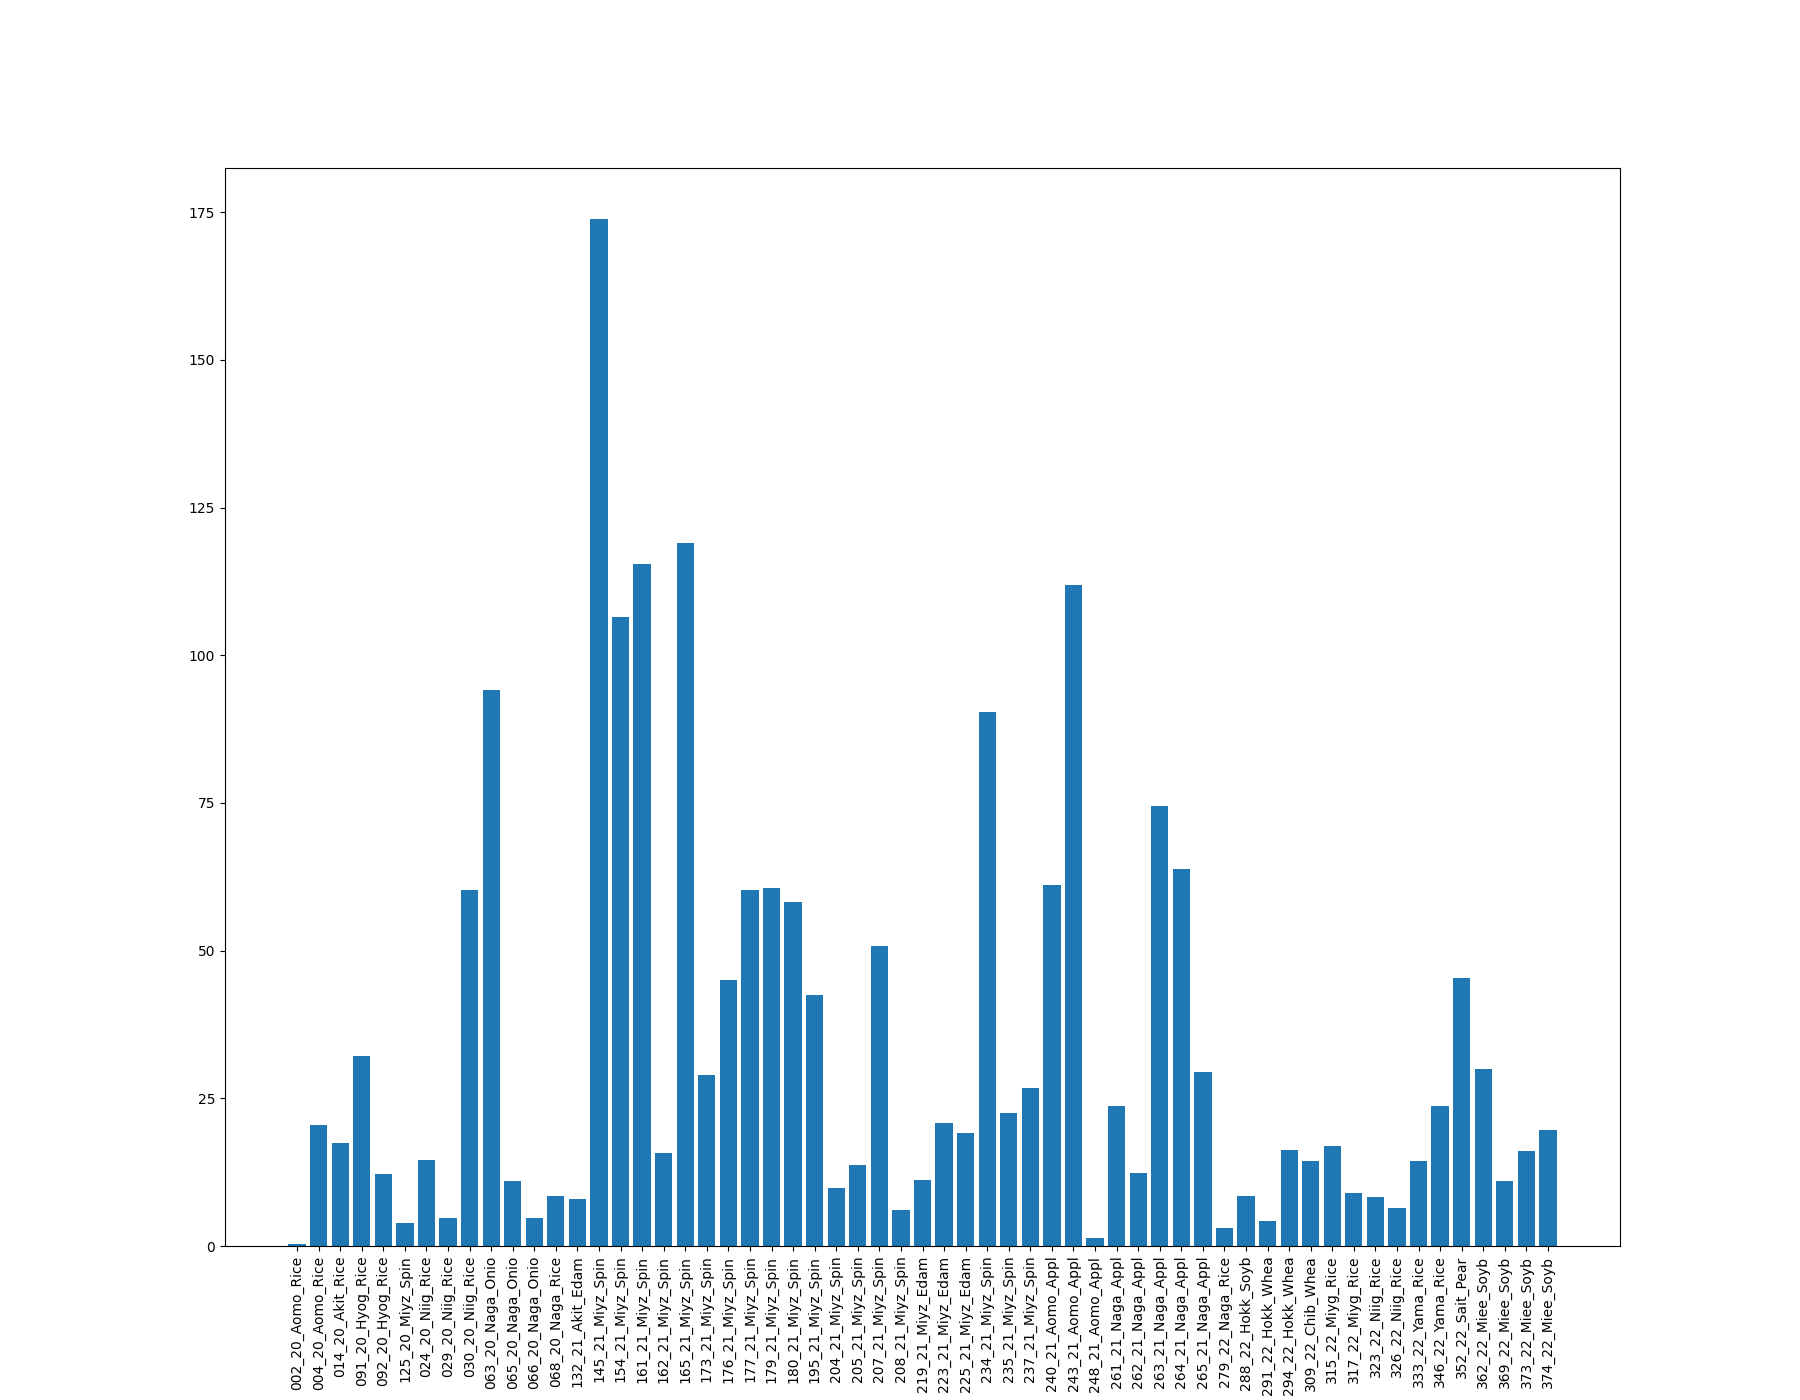 175
150
125
100
75
50
25
0
002_20_Aomo_Rice
004_20_Aomo_Rice
014_20_Akit_Rice
091_20_Hyog_Rice
092_20_Hyog_Rice
125_20_Miyz_Spin
024_20_Niig_Rice
029_20_Niig_Rice
030_20_Niig_Rice
063_20_Naga_Onio
065_20_Naga_Onio
066_20_Naga_Onio
068_20_Naga_Rice
132_21_Akit_Edam
145_21_Miyz_Spin
154_21_Miyz_Spin
161_21_Miyz_Spin
162_21_Miyz_Spin
165_21_Miyz_Spin
173_21_Miyz_Spin
176_21_Miyz_Spin
177_21_Miyz_Spin
179_21_Miyz_Spin
180_21_Miyz_Spin
195_21_Miyz_Spin
204_21_Miyz_Spin
205_21_Miyz_Spin
207_21_Miyz_Spin
208_21_Miyz_Spin
219_21_Miyz_Edam
223_21_Miyz_Edam
225_21_Miyz_Edam
234_21_Miyz_Spin
235_21_Miyz_Spin
237_21_Miyz_Spin
240_21_Aomo_Appl
243_21_Aomo_Appl
248_21_Aomo_Appl
261_21_Naga_Appl
262_21_Naga_Appl
263_21_Naga_Appl
264_21_Naga_Appl
265_21_Naga_Appl
279_22_Naga_Rice
288_22_Hokk_Soyb
291_22_Hokk_Whea
294_22_Hokk_Whea
309_22_Chib_Whea
315_22_Miyg_Rice
317_22_Miyg_Rice
323_22_Niig_Rice
326_22_Niig_Rice
333_22_Yama_Rice
346_22_Yama_Rice
352_22_Sait_Pear
362_22_Miee_Soyb
369_22_Miee_Soyb
373_22_Miee_Soyb
374_22_Miee_Soyb